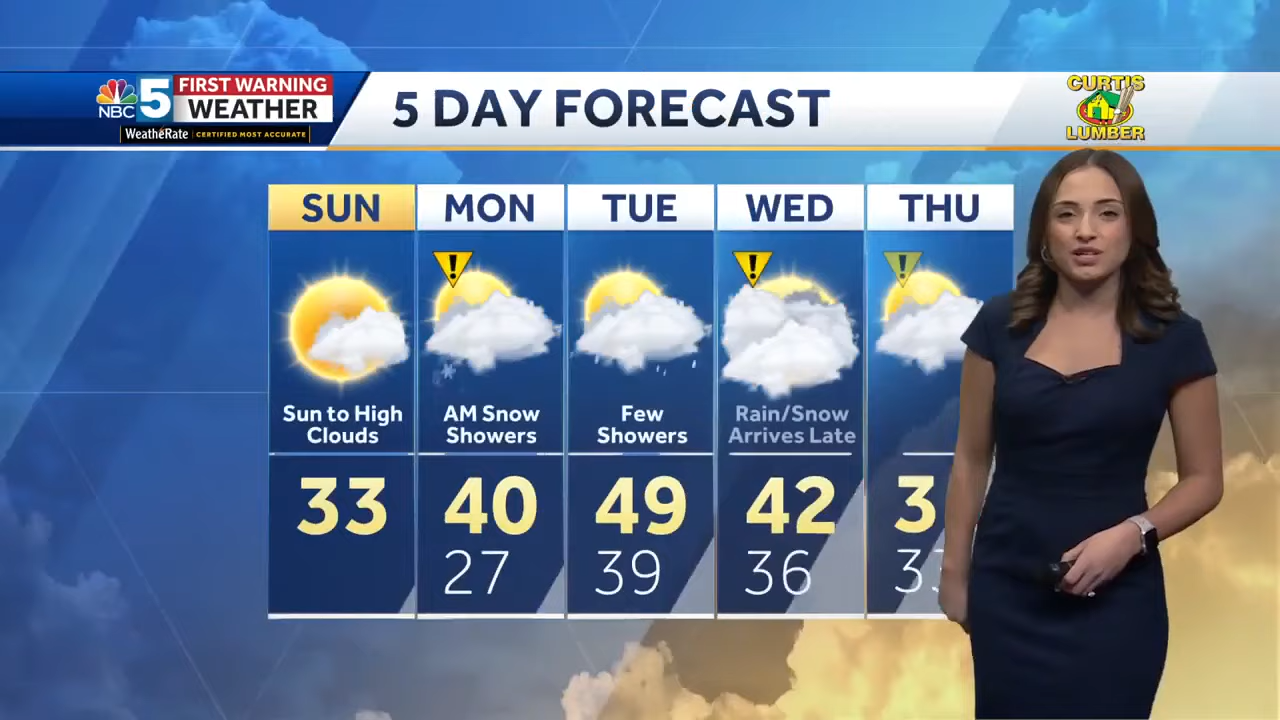 NBC 5 FIRST WARNING
WEATHER
WeatheRate | CERTIFIED MOST ACCURATE
5 DAY FORECAST
CURTIS
LUMBER
SUN MON TUE WED THU
! ! !
Sun to High AM Snow Few Rain/Snow
Clouds Showers Showers Arrives Late
33 40 49 42 3
27 39 36 33